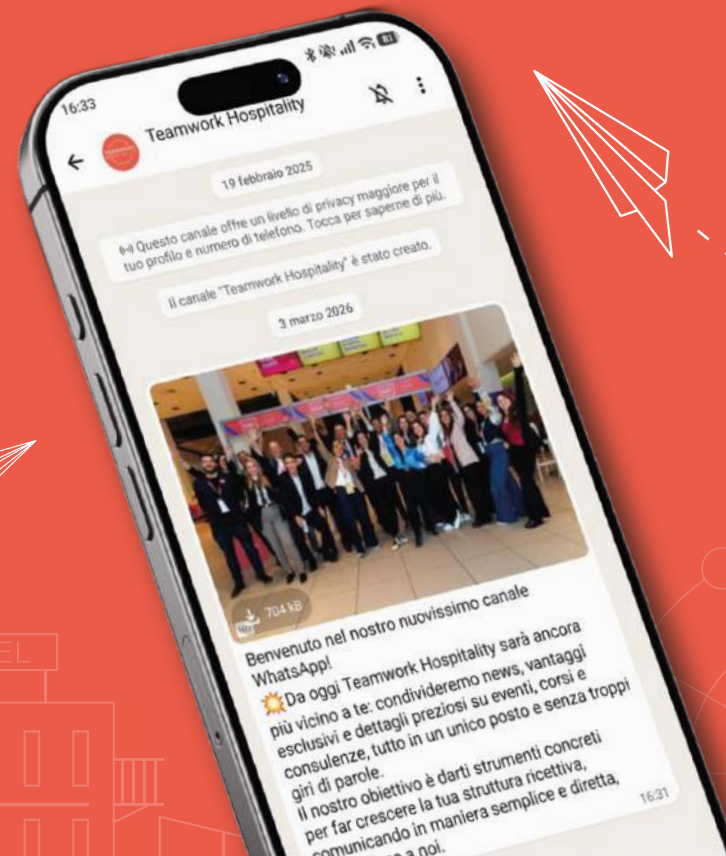 16:33
81
Teamwork Hospitality
19 febbraio 2025
Questo canale offre un livello di privacy maggiore per il
tuo profilo e numero di telefono. Tocca per saperne di più.
Il canale "Teamwork Hospitality" è stato creato.
3 marzo 2026
704 kB
Benvenuto nel nostro nuovissimo canale
WhatsApp!
💥Da oggi Teamwork Hospitality sarà ancora
più vicino a te: condivideremo news, vantaggi
esclusivi e dettagli preziosi su eventi, corsi e
consulenze, tutto in un unico posto e senza troppi
giri di parole.
Il nostro obiettivo è darti strumenti concreti
per far crescere la tua struttura ricettiva,
comunicando in maniera semplice e diretta,
a noi.
16:31
EL